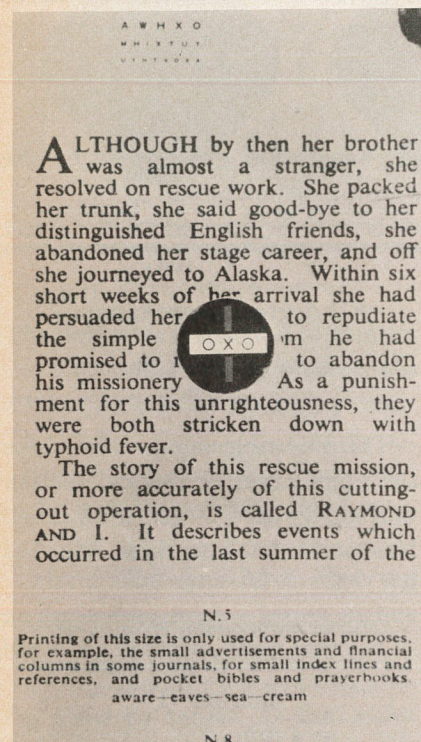 A W H X O
ALTHOUGH by then her brother
was almost a stranger, she
resolved on rescue work. She packed
her trunk, she said good-bye to her
distinguished English friends, she
abandoned her stage career, and off
she journeyed to Alaska. Within six
short weeks of her arrival she had
persuaded her to repudiate
the simple he had
promised to to abandon
his missionery As a punish-
ment for this unrighteousness, they
were both stricken down with
typhoid fever.
The story of this rescue mission,
or more accurately of this cutting-
out operation, is called RAYMOND
AND I. It describes events which
occurred in the last summer of the
OXO
N.5
Printing of this size is only used for special purposes,
for example, the small advertisements and financial
columns in some journals, for small index lines and
references, and pocket bibles and prayerbooks.
aware—eaves—sea—cream
N.8